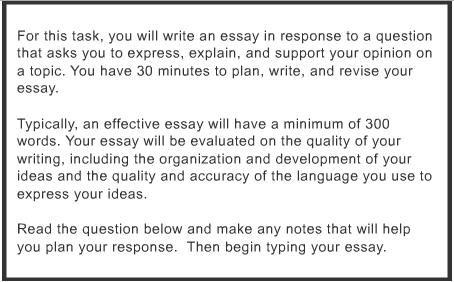 For this task, you will write an essay in response to a question
that asks you to express, explain, and support your opinion on
a topic. You have 30 minutes to plan, write, and revise your
essay.
Typically, an effective essay will have a minimum of 300
words. Your essay will be evaluated on the quality of your
writing, including the organization and development of your
ideas and the quality and accuracy of the language you use to
express your ideas.
Read the question below and make any notes that will help
you plan your response.  Then begin typing your essay.